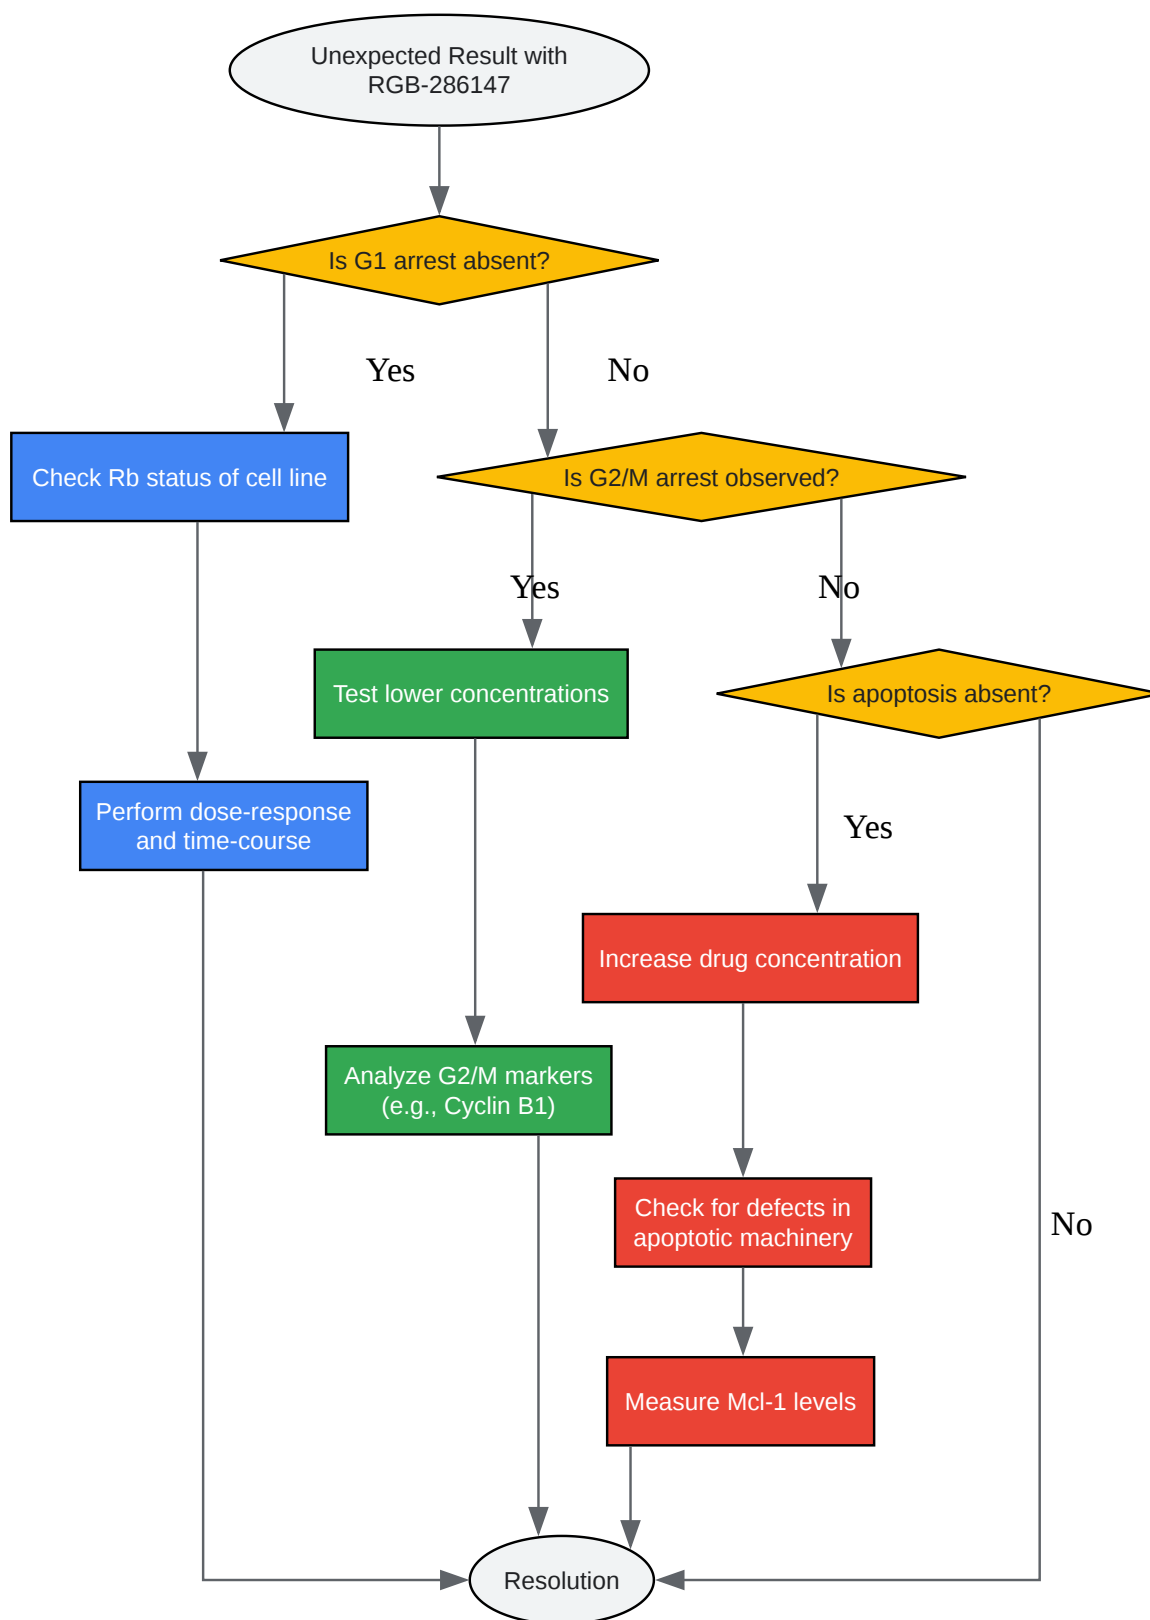 Unexpected Result with
RGB-286147
Is G1 arrest absent?
Yes
No
Check Rb status of cell line
Is G2/M arrest observed?
Yes
No
Test lower concentrations
Is apoptosis absent?
Perform dose-response
and time-course
Yes
Increase drug concentration
Analyze G2/M markers
(e.g., Cyclin B1)
Check for defects in
apoptotic machinery
No
Measure Mcl-1 levels
Resolution